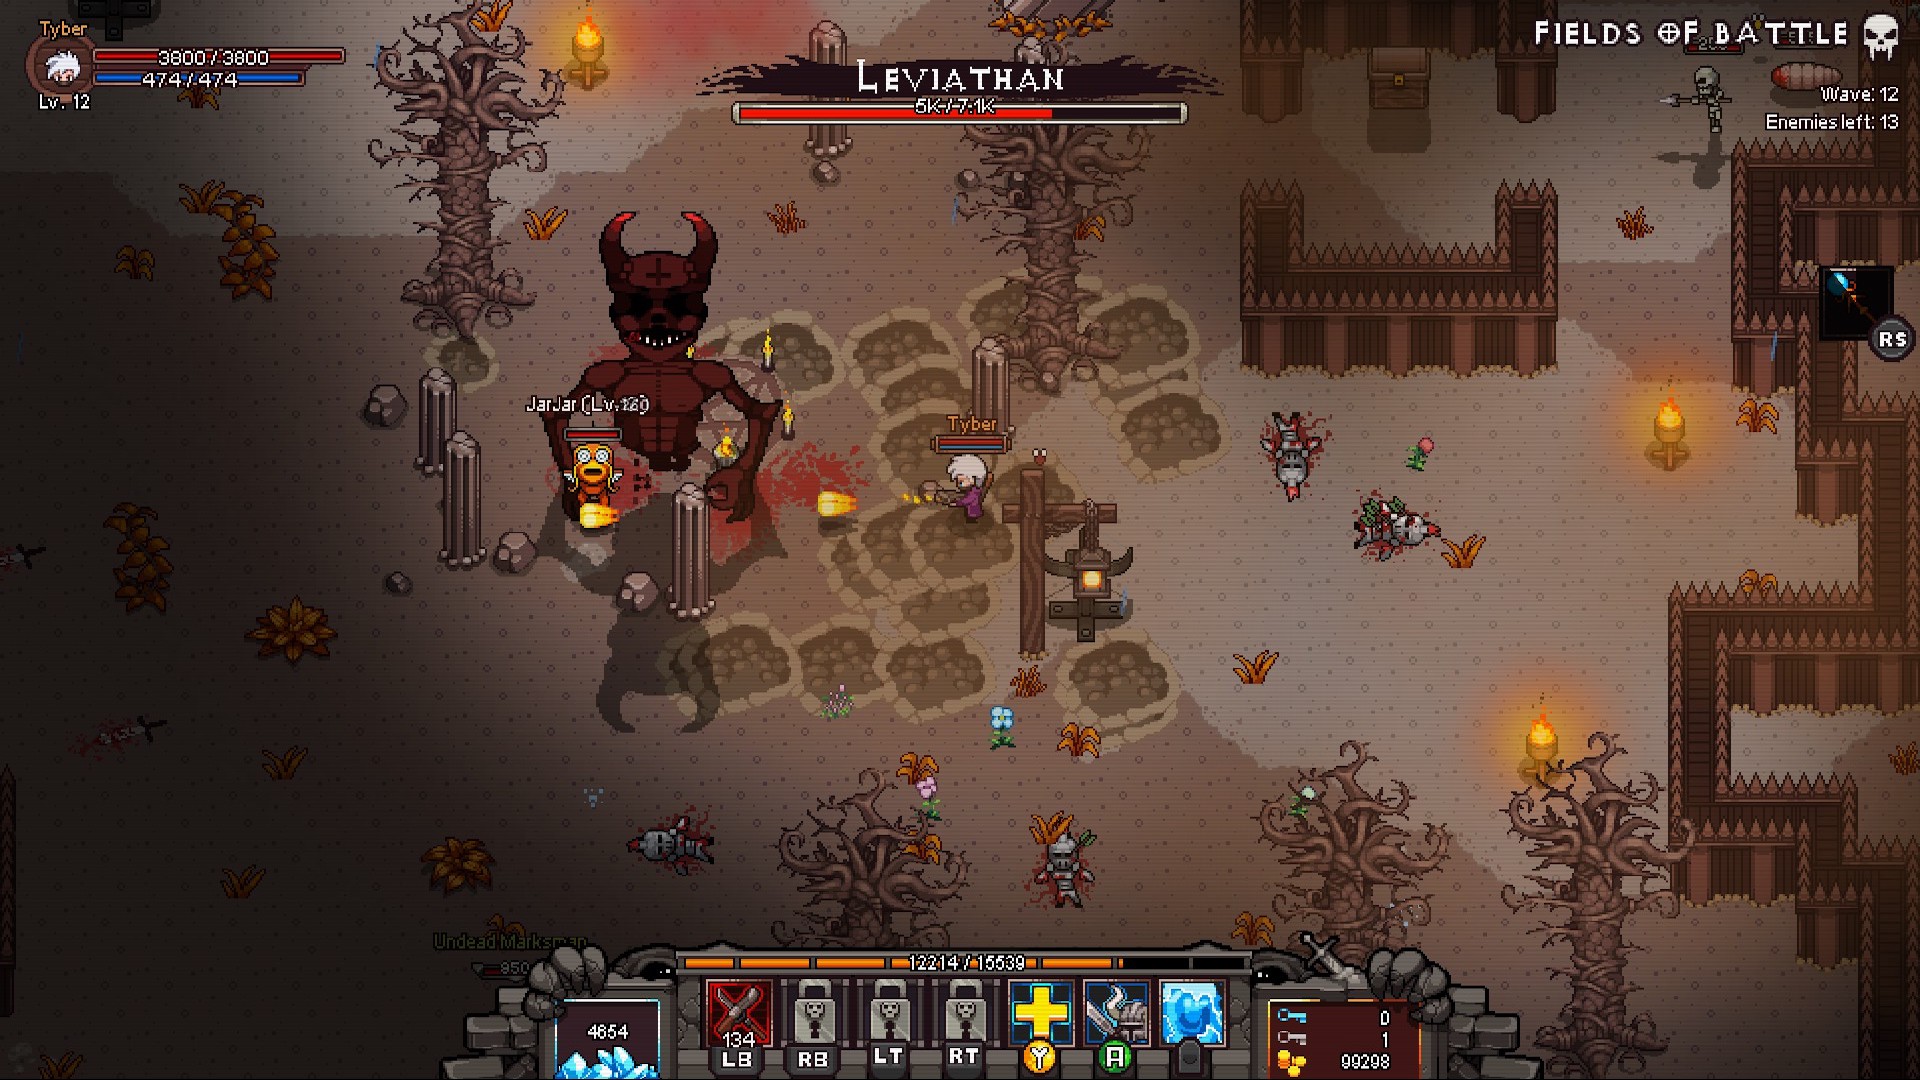 Tyber
3800 / 3800
474 / 474
Lv. 12
Leviathan
5K / 7.1K
Fields of Battle
Wave: 12
Enemies left: 13
RS
JarJar (Lv.
Tyber
Undead Marksman
950
12214 / 15539
4654
134
LB
RB
LT
RT
Y
A
0
1
99298